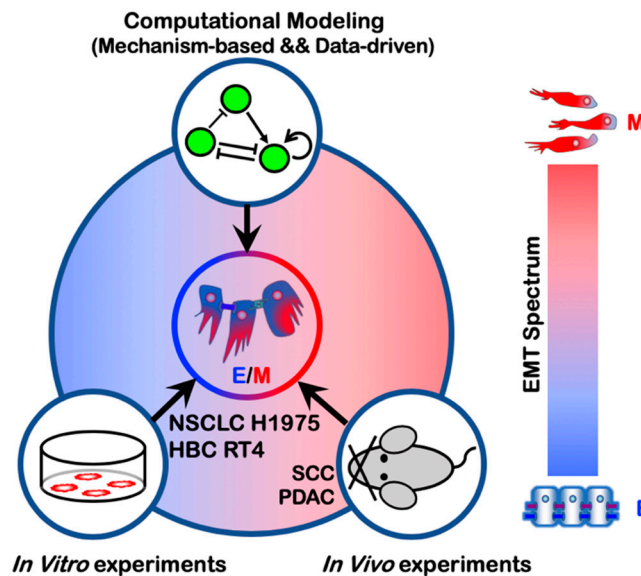 Computational Modeling
(Mechanism-based && Data-driven)
M
EMT Spectrum
E/M
NSCLC H1975
HBC RT4
SCC
PDAC
E
In Vitro experiments
In Vivo experiments